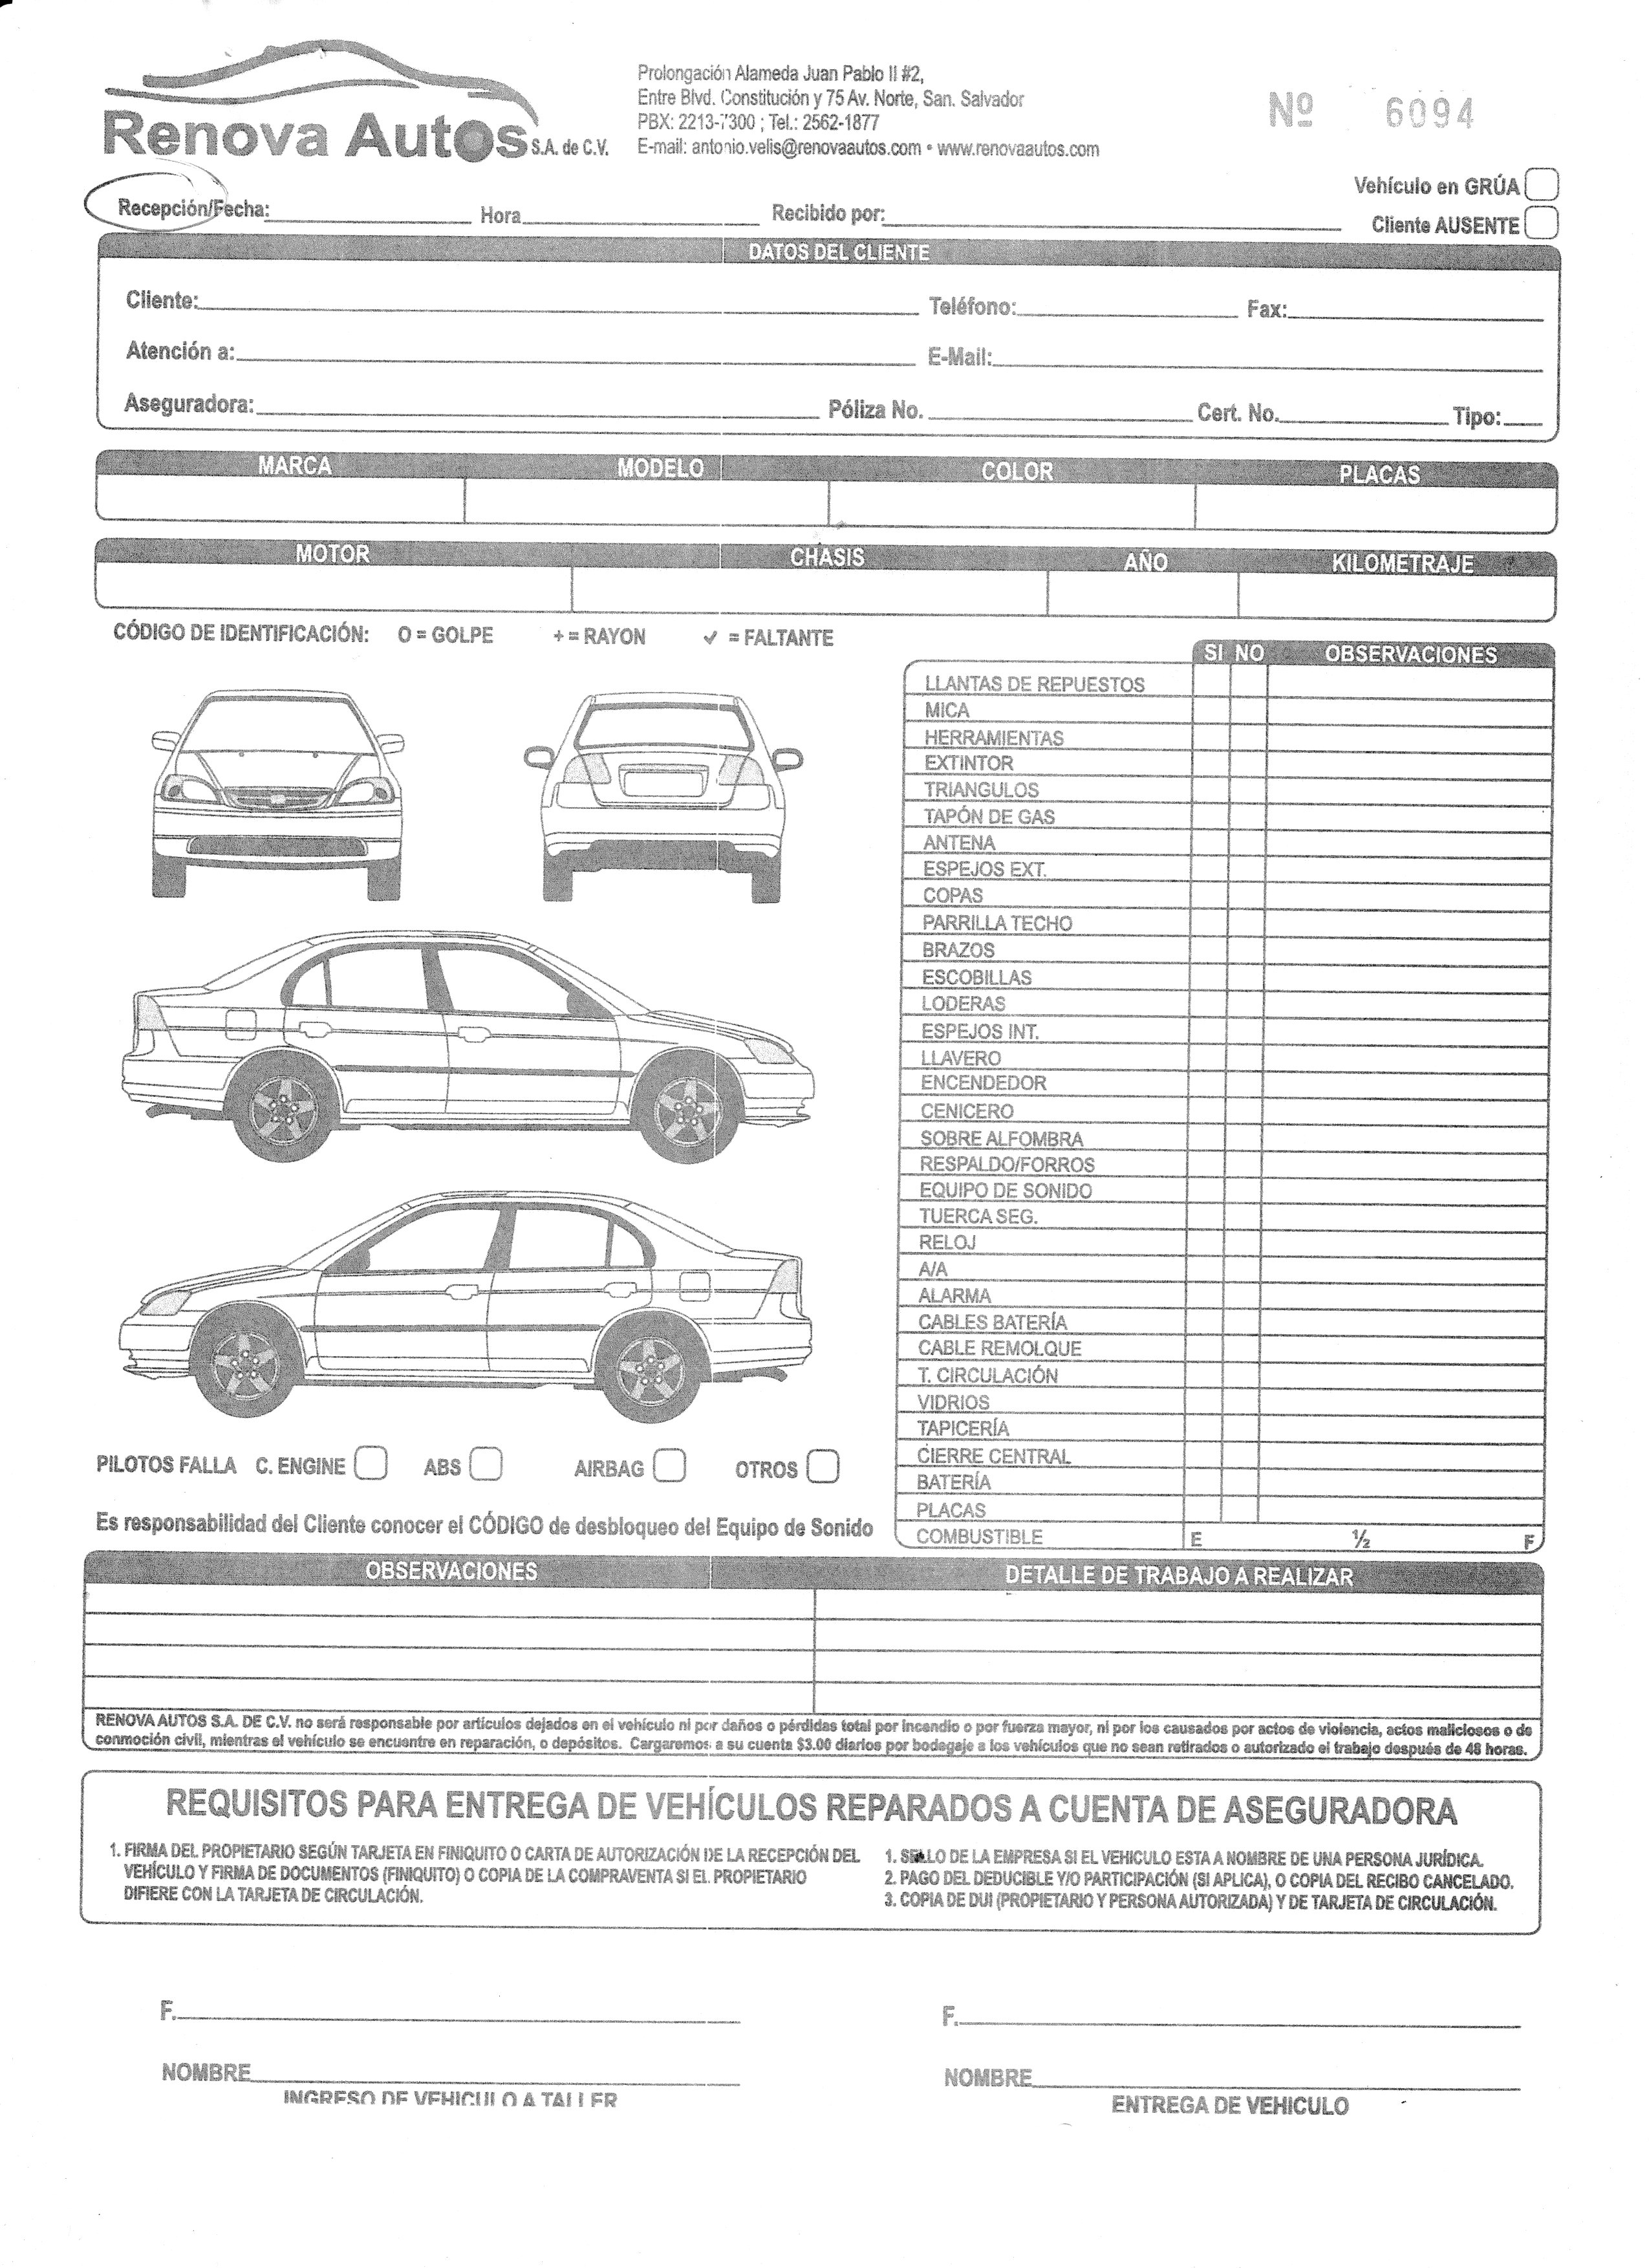 Renova Autos S.A. de C.V.
Prolongación Alameda Juan Pablo II #2,
Entre Blvd. Constitución y 75 Av. Norte, San. Salvador
PBX: 2213-7300 ; Tel.: 2562-1877
E-mail: antonio.velis@renovaautos.com • www.renovaautos.com
Nº 6094
Vehículo en GRÚA
Recepción/Fecha: Hora Recibido por: Cliente AUSENTE
DATOS DEL CLIENTE
Cliente: Teléfono: Fax:
Atención a: E-Mail:
Aseguradora: Póliza No. Cert. No. Tipo:
MARCA MODELO COLOR PLACAS
MOTOR CHASIS AÑO KILOMETRAJE
CÓDIGO DE IDENTIFICACIÓN: O = GOLPE + = RAYON ✓ = FALTANTE
SI NO OBSERVACIONES
LLANTAS DE REPUESTOS
MICA
HERRAMIENTAS
EXTINTOR
TRIANGULOS
TAPÓN DE GAS
ANTENA
ESPEJOS EXT.
COPAS
PARRILLA TECHO
BRAZOS
ESCOBILLAS
LODERAS
ESPEJOS INT.
LLAVERO
ENCENDEDOR
CENICERO
SOBRE ALFOMBRA
RESPALDO/FORROS
EQUIPO DE SONIDO
TUERCA SEG.
RELOJ
A/A
ALARMA
CABLES BATERÍA
CABLE REMOLQUE
T. CIRCULACIÓN
VIDRIOS
TAPICERÍA
CIERRE CENTRAL
BATERÍA
PLACAS
COMBUSTIBLE E ½ F
PILOTOS FALLA C. ENGINE ABS AIRBAG OTROS
Es responsabilidad del Cliente conocer el CÓDIGO de desbloqueo del Equipo de Sonido
OBSERVACIONES DETALLE DE TRABAJO A REALIZAR
RENOVA AUTOS S.A. DE C.V. no será responsable por artículos dejados en el vehículo ni por daños o pérdidas total por incendio o por fuerza mayor, ni por los causados por actos de violencia, actos maliciosos o de
conmoción civil, mientras el vehículo se encuentre en reparación, o depósitos. Cargaremos a su cuenta $3.00 diarios por bodegaje a los vehículos que no sean retirados o autorizado el trabajo después de 48 horas.
REQUISITOS PARA ENTREGA DE VEHÍCULOS REPARADOS A CUENTA DE ASEGURADORA
1. FIRMA DEL PROPIETARIO SEGÚN TARJETA EN FINIQUITO O CARTA DE AUTORIZACIÓN DE LA RECEPCIÓN DEL
VEHÍCULO Y FIRMA DE DOCUMENTOS (FINIQUITO) O COPIA DE LA COMPRAVENTA SI EL PROPIETARIO
DIFIERE CON LA TARJETA DE CIRCULACIÓN.
1. SELLO DE LA EMPRESA SI EL VEHICULO ESTA A NOMBRE DE UNA PERSONA JURÍDICA.
2. PAGO DEL DEDUCIBLE Y/O PARTICIPACIÓN (SI APLICA), O COPIA DEL RECIBO CANCELADO.
3. COPIA DE DUI (PROPIETARIO Y PERSONA AUTORIZADA) Y DE TARJETA DE CIRCULACIÓN.
F. F.
NOMBRE NOMBRE
INGRESO DE VEHICULO A TALLER ENTREGA DE VEHICULO